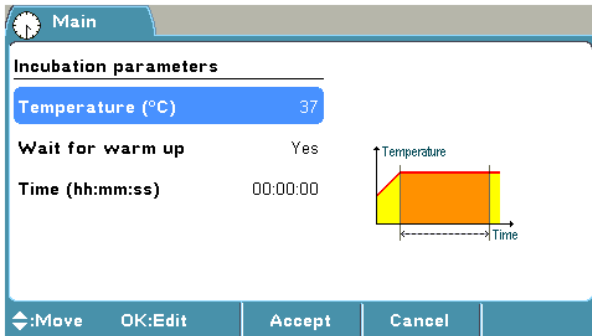 Main
Incubation parameters
Temperature (°C) 37
Wait for warm up Yes
Time (hh:mm:ss) 00:00:00
Temperature
Time
:Move OK:Edit Accept Cancel